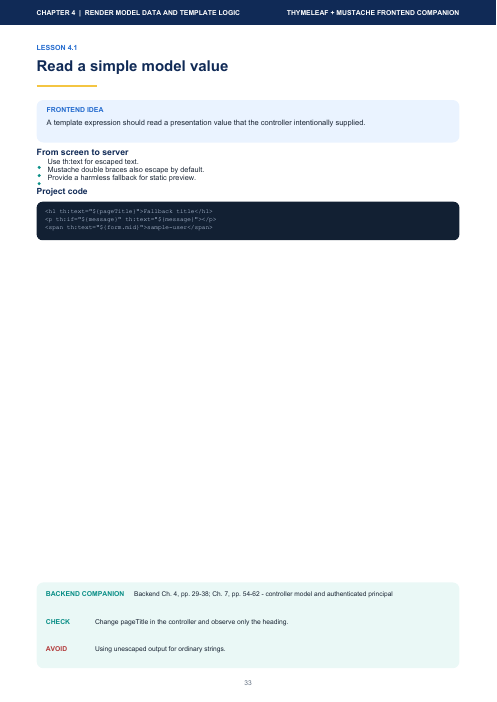 CHAPTER 4 | RENDER MODEL DATA AND TEMPLATE LOGIC THYMELEAF + MUSTACHE FRONTEND COMPANION
LESSON 4.1
Read a simple model value
FRONTEND IDEA
A template expression should read a presentation value that the controller intentionally supplied.
From screen to server
Use th:text for escaped text.
Mustache double braces also escape by default.
Provide a harmless fallback for static preview.
Project code
<h1 th:text="${pageTitle}">Fallback title</h1>
<p th:if="${message}" th:text="${message}"></p>
<span th:text="${form.mid}">sample-user</span>
BACKEND COMPANION Backend Ch. 4, pp. 29-38; Ch. 7, pp. 54-62 - controller model and authenticated principal
CHECK Change pageTitle in the controller and observe only the heading.
AVOID Using unescaped output for ordinary strings.
33